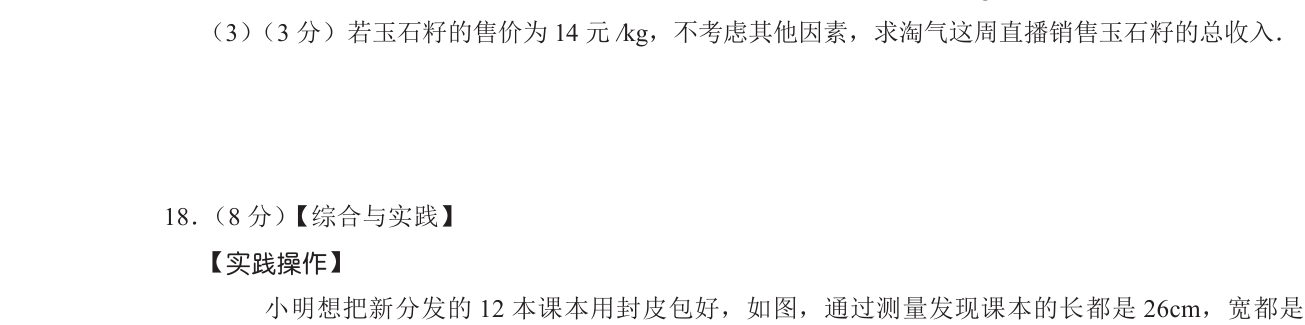 （3）（3 分）若玉石籽的售价为 14 元/kg，不考虑其他因素，求淘气这周直播销售玉石籽的总收入．
18．（8 分）【综合与实践】
【实践操作】
小明想把新分发的 12 本课本用封皮包好，如图，通过测量发现课本的长都是 26cm，宽都是